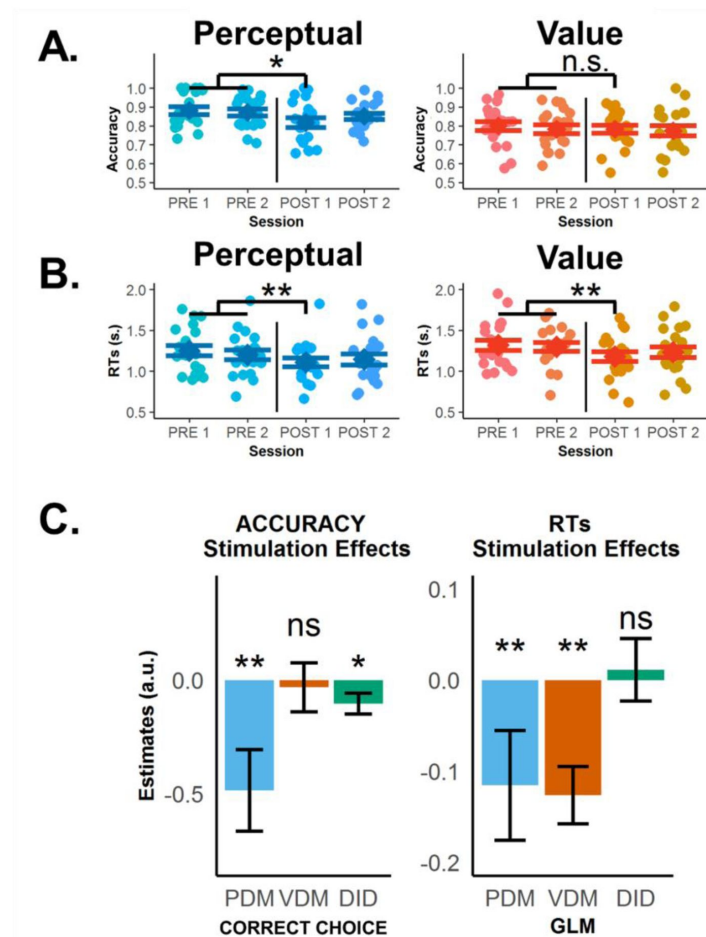 A.
Perceptual
Value
*
n.s.
Accuracy
1.0
0.9
0.8
0.7
0.6
0.5
PRE 1 PRE 2 POST 1 POST 2
Session
Accuracy
1.0
0.9
0.8
0.7
0.6
0.5
PRE 1 PRE 2 POST 1 POST 2
Session
B.
Perceptual
Value
**
**
RTs (s.)
2.0
1.5
1.0
0.5
PRE 1 PRE 2 POST 1 POST 2
Session
RTs (s.)
2.0
1.5
1.0
0.5
PRE 1 PRE 2 POST 1 POST 2
Session
C.
ACCURACY
Stimulation Effects
Estimates (a.u.)
0.0
-0.5
**
ns
*
PDM VDM DID
CORRECT CHOICE
RTs
Stimulation Effects
0.1
0.0
-0.1
-0.2
**
**
ns
PDM VDM DID
GLM